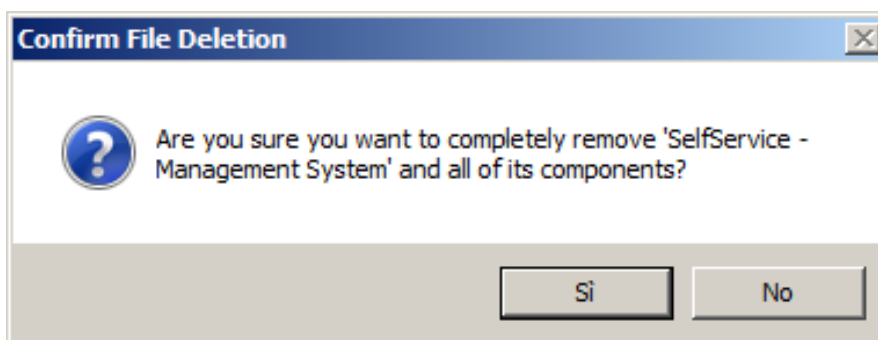 Confirm File Deletion
Are you sure you want to completely remove 'SelfService -
Management System' and all of its components?
Sì
No